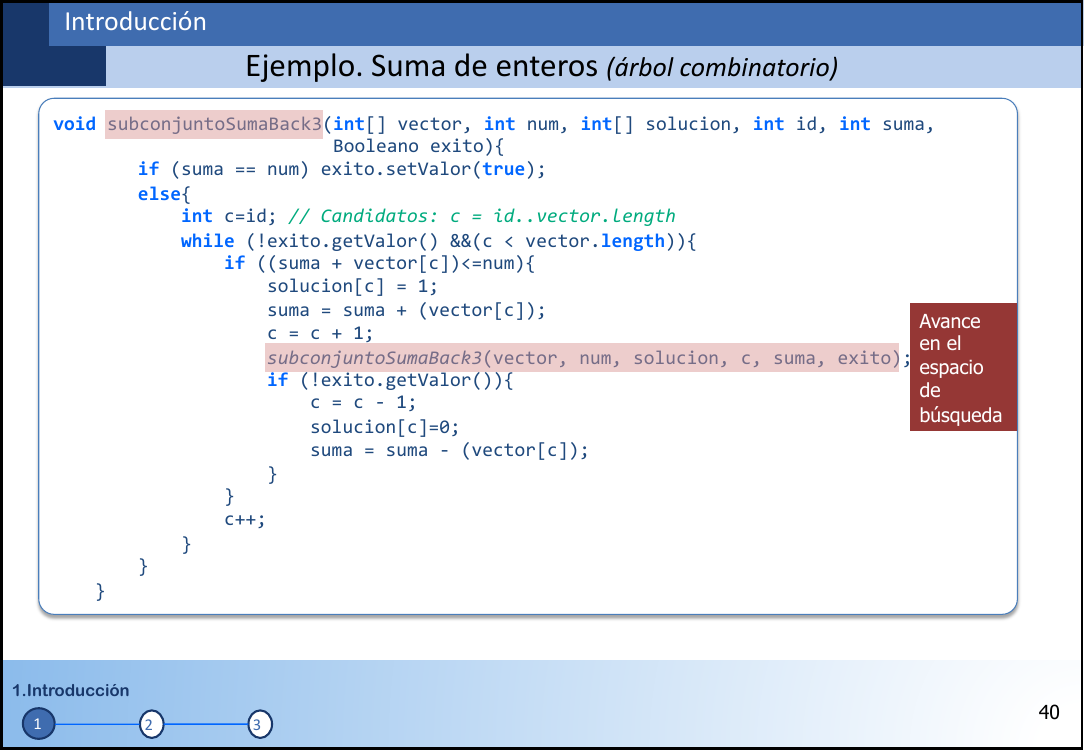 Introducción
Ejemplo. Suma de enteros (árbol combinatorio)
void subconjuntoSumaBack3(int[] vector, int num, int[] solucion, int id, int suma,
Booleano exito){
if (suma == num) exito.setValor(true);
else{
int c=id; // Candidatos: c = id..vector.length
while (!exito.getValor() &&(c < vector.length)){
if ((suma + vector[c])<=num){
solucion[c] = 1;
suma = suma + (vector[c]);
c = c + 1;
subconjuntoSumaBack3(vector, num, solucion, c, suma, exito);
if (!exito.getValor()){
c = c - 1;
solucion[c]=0;
suma = suma - (vector[c]);
}
}
c++;
}
}
}
Avance
en el
espacio
de
búsqueda
1.Introducción
1 2 3
40